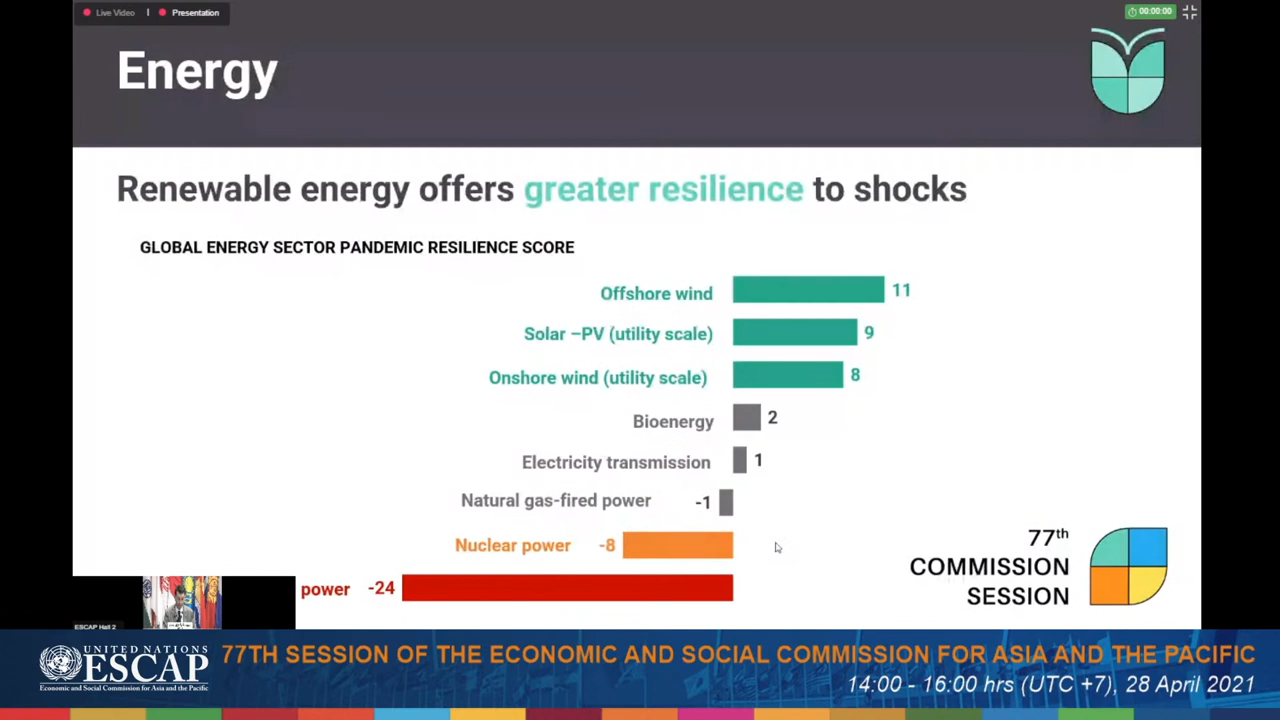 Live Video | Presentation
00:00:00
Energy
Renewable energy offers greater resilience to shocks
GLOBAL ENERGY SECTOR PANDEMIC RESILIENCE SCORE
Offshore wind 11
Solar –PV (utility scale) 9
Onshore wind (utility scale) 8
Bioenergy 2
Electricity transmission 1
Natural gas-fired power -1
Nuclear power -8
power -24
77th
COMMISSION
SESSION
ESCAP Hall 2
UNITED NATIONS
ESCAP
Economic and Social Commission for Asia and the Pacific
77TH SESSION OF THE ECONOMIC AND SOCIAL COMMISSION FOR ASIA AND THE PACIFIC
14:00 - 16:00 hrs (UTC +7), 28 April 2021